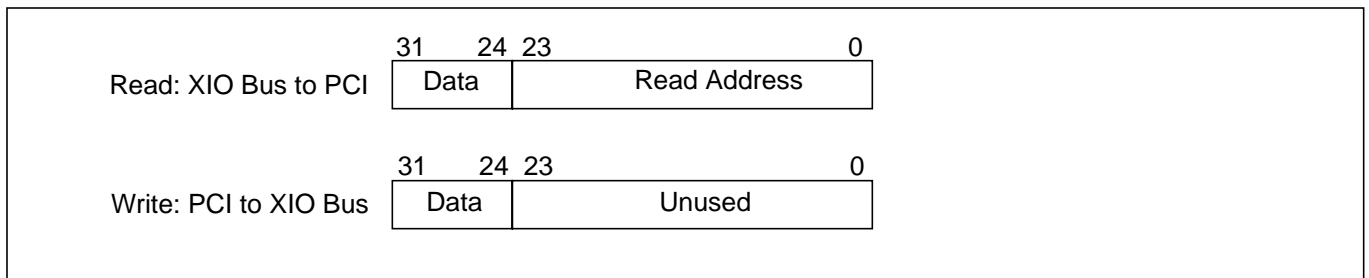 31 24 23 0
Read: XIO Bus to PCI Data Read Address
31 24 23 0
Write: PCI to XIO Bus Data Unused